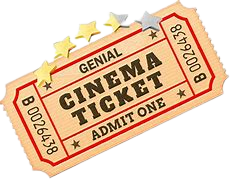 GENIAL
CINEMA
TICKET
ADMIT ONE
B 0026438
B 0026438